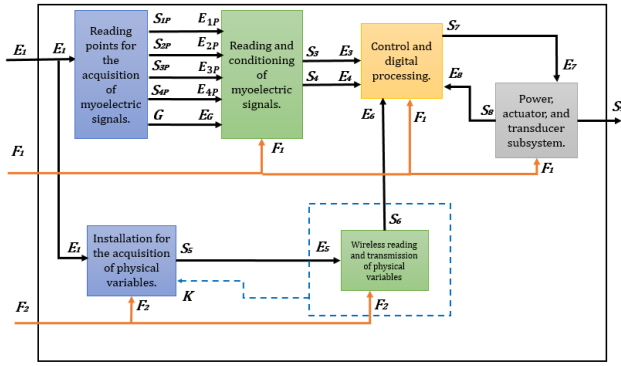 E₁
E₁
Reading
points for
the
acquisition
of
myoelectric
signals.
S₁P E₁P
S₂P E₂P
S₃P E₃P
S₄P E₄P
G E_G
Reading and
conditioning
of
myoelectric
signals.
S₃ E₃
S₄ E₄
Control and
digital
processing.
S₇
E₇
E₈
S₈
E₆
Power,
actuator, and
transducer
subsystem.
S
F₁
F₁
F₁
F₁
E₁
Installation for
the acquisition
of physical
variables.
S₅
E₅
S₆
Wireless reading
and transmission
of physical
variables
K
F₂
F₂
F₂